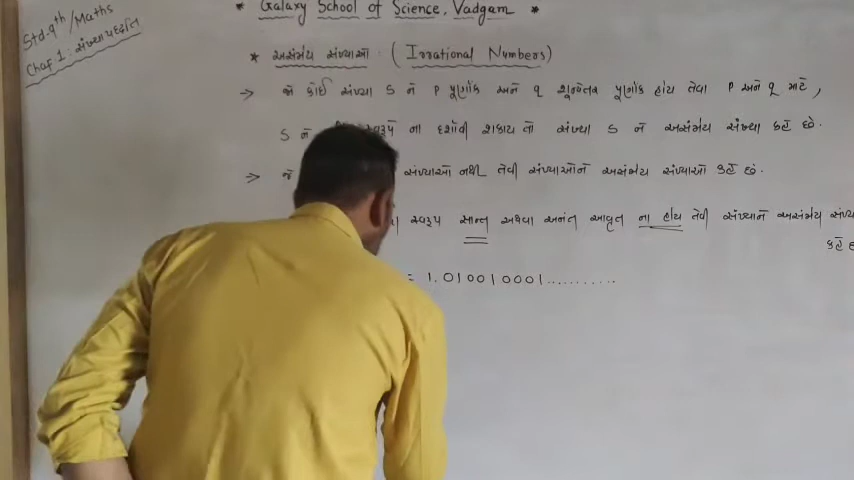 * Galaxy School of Science, Vadgam *
Std-9th/Maths
Chap 1: સંખ્યા પદ્ધતિ
* અસંમેય સંખ્યાઓ (Irrational Numbers)
→ જો કોઈ સંખ્યા S ને P પૂર્ણાંક અને q શૂન્યેતર પૂર્ણાંક હોય તેવા P અને q માટે,
S ને સ્વરૂપે ના દર્શાવી શકાય તો સંખ્યા S ને અસંમેય સંખ્યા કહે છે.
→ જે સંખ્યાઓ નથી તેવી સંખ્યાઓને અસંમેય સંખ્યાઓ કહે છે.
સ્વરૂપ સાન્ત અથવા અનંત આવૃત ના હોય તેવી સંખ્યાને અસંમેય સંખ્યા
કહે છે
= 1.010010001...........